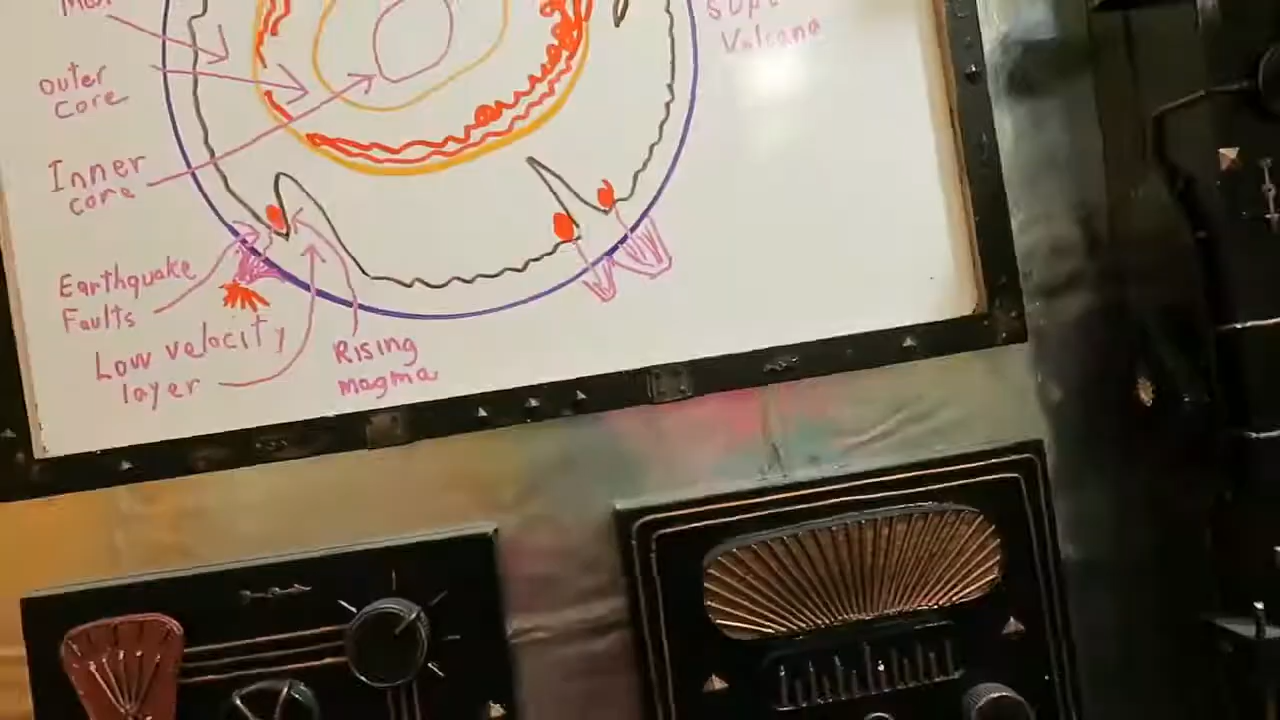 outer
core
Inner
core
Earthquake
Faults
Low velocity
layer
Rising
magma
Volcano